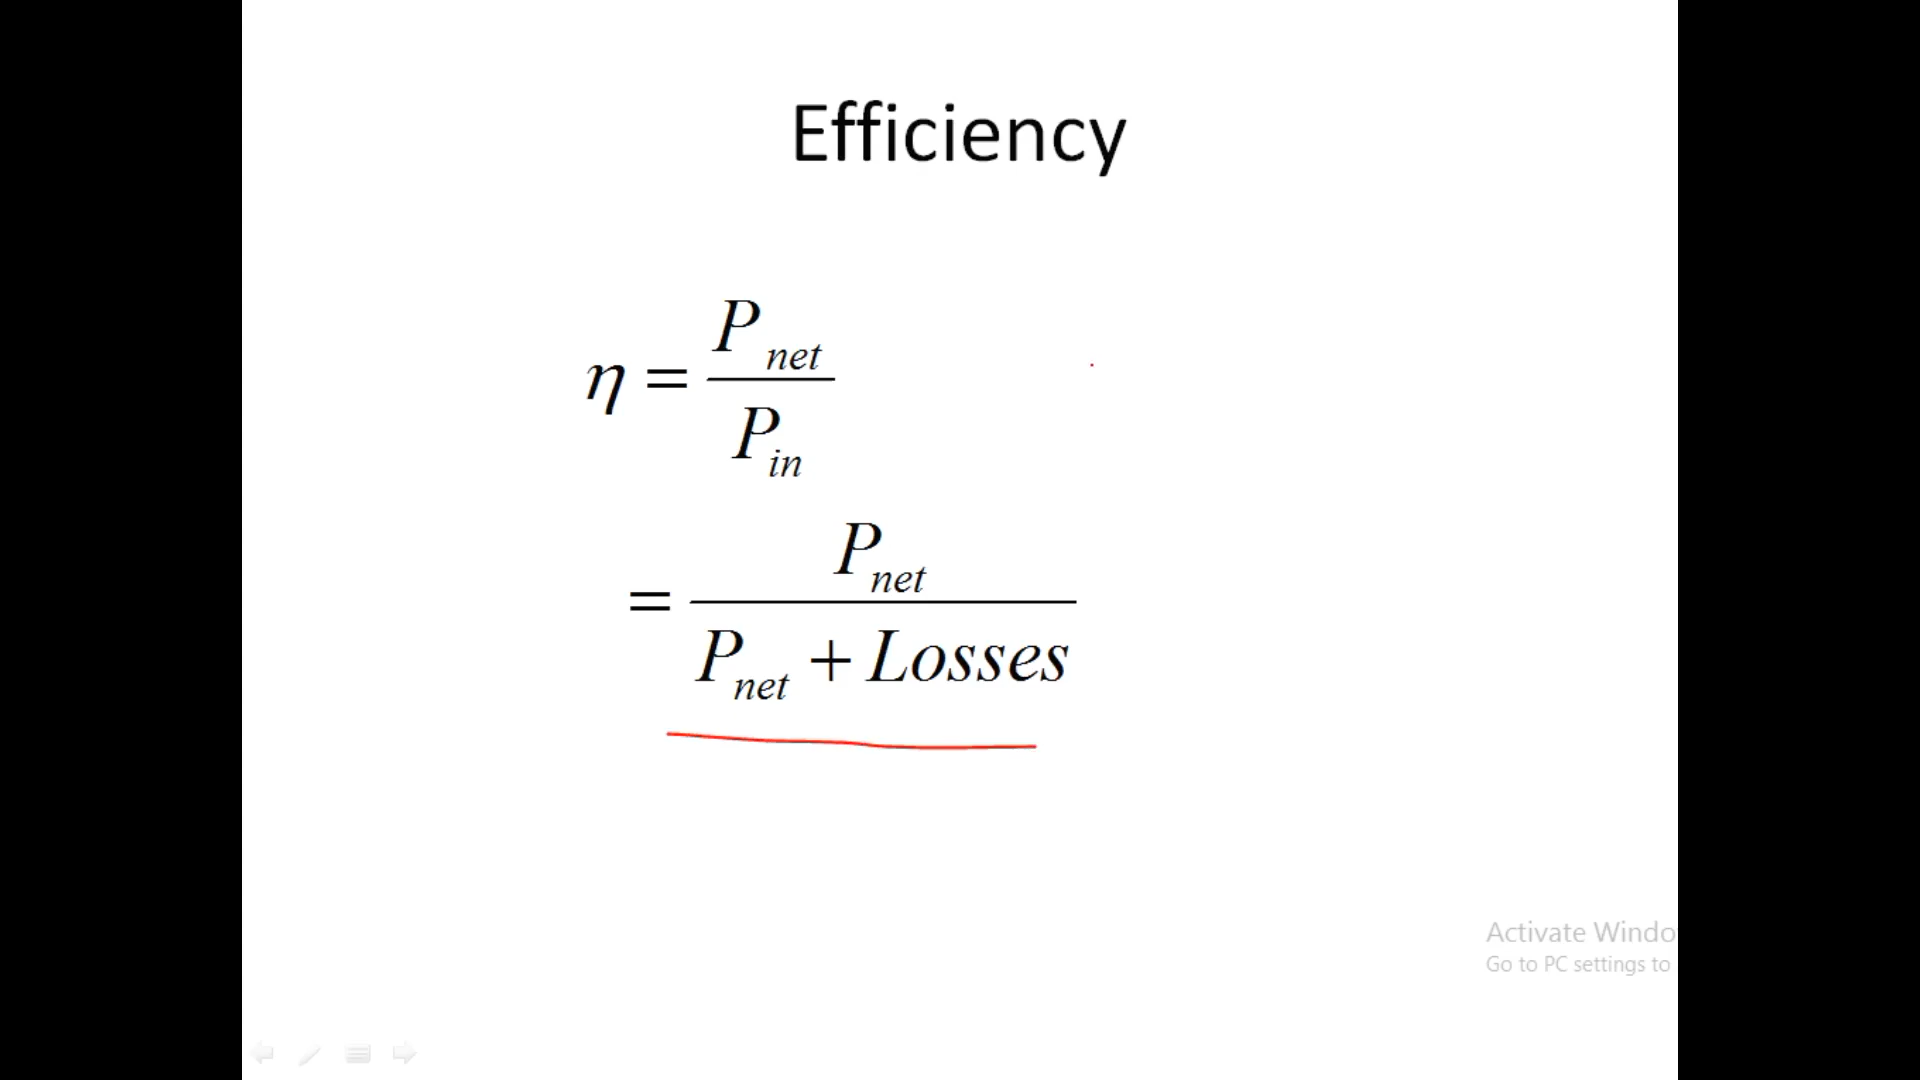 Efficiency
η = P_net / P_in
= P_net / P_net + Losses
Activate Windo
Go to PC settings to